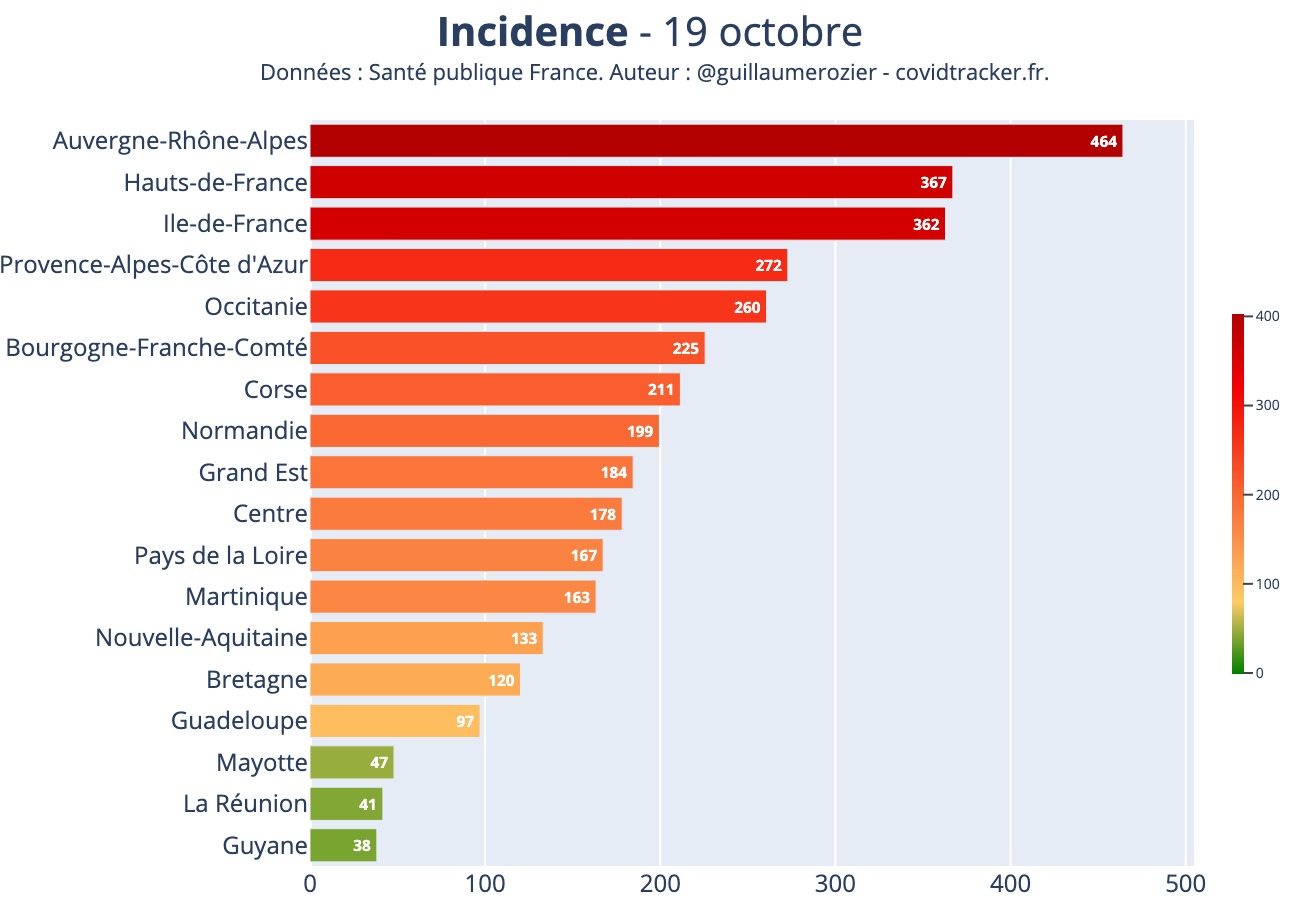 Incidence - 19 octobre
Données : Santé publique France. Auteur : @guillaumerozier - covidtracker.fr.
Auvergne-Rhône-Alpes 464
Hauts-de-France 367
Ile-de-France 362
Provence-Alpes-Côte d'Azur 272
Occitanie 260
Bourgogne-Franche-Comté 225
Corse 211
Normandie 199
Grand Est 184
Centre 178
Pays de la Loire 167
Martinique 163
Nouvelle-Aquitaine 133
Bretagne 120
Guadeloupe 97
Mayotte 47
La Réunion 41
Guyane 38
0 100 200 300 400 500
400
300
200
100
0